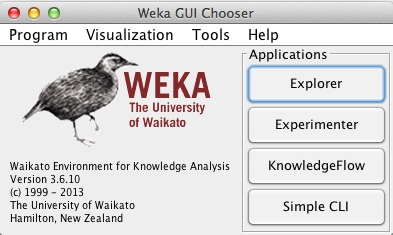 Weka GUI Chooser
Program Visualization Tools Help
Applications
WEKA
The University
of Waikato
Explorer
Experimenter
KnowledgeFlow
Simple CLI
Waikato Environment for Knowledge Analysis
Version 3.6.10
(c) 1999 - 2013
The University of Waikato
Hamilton, New Zealand